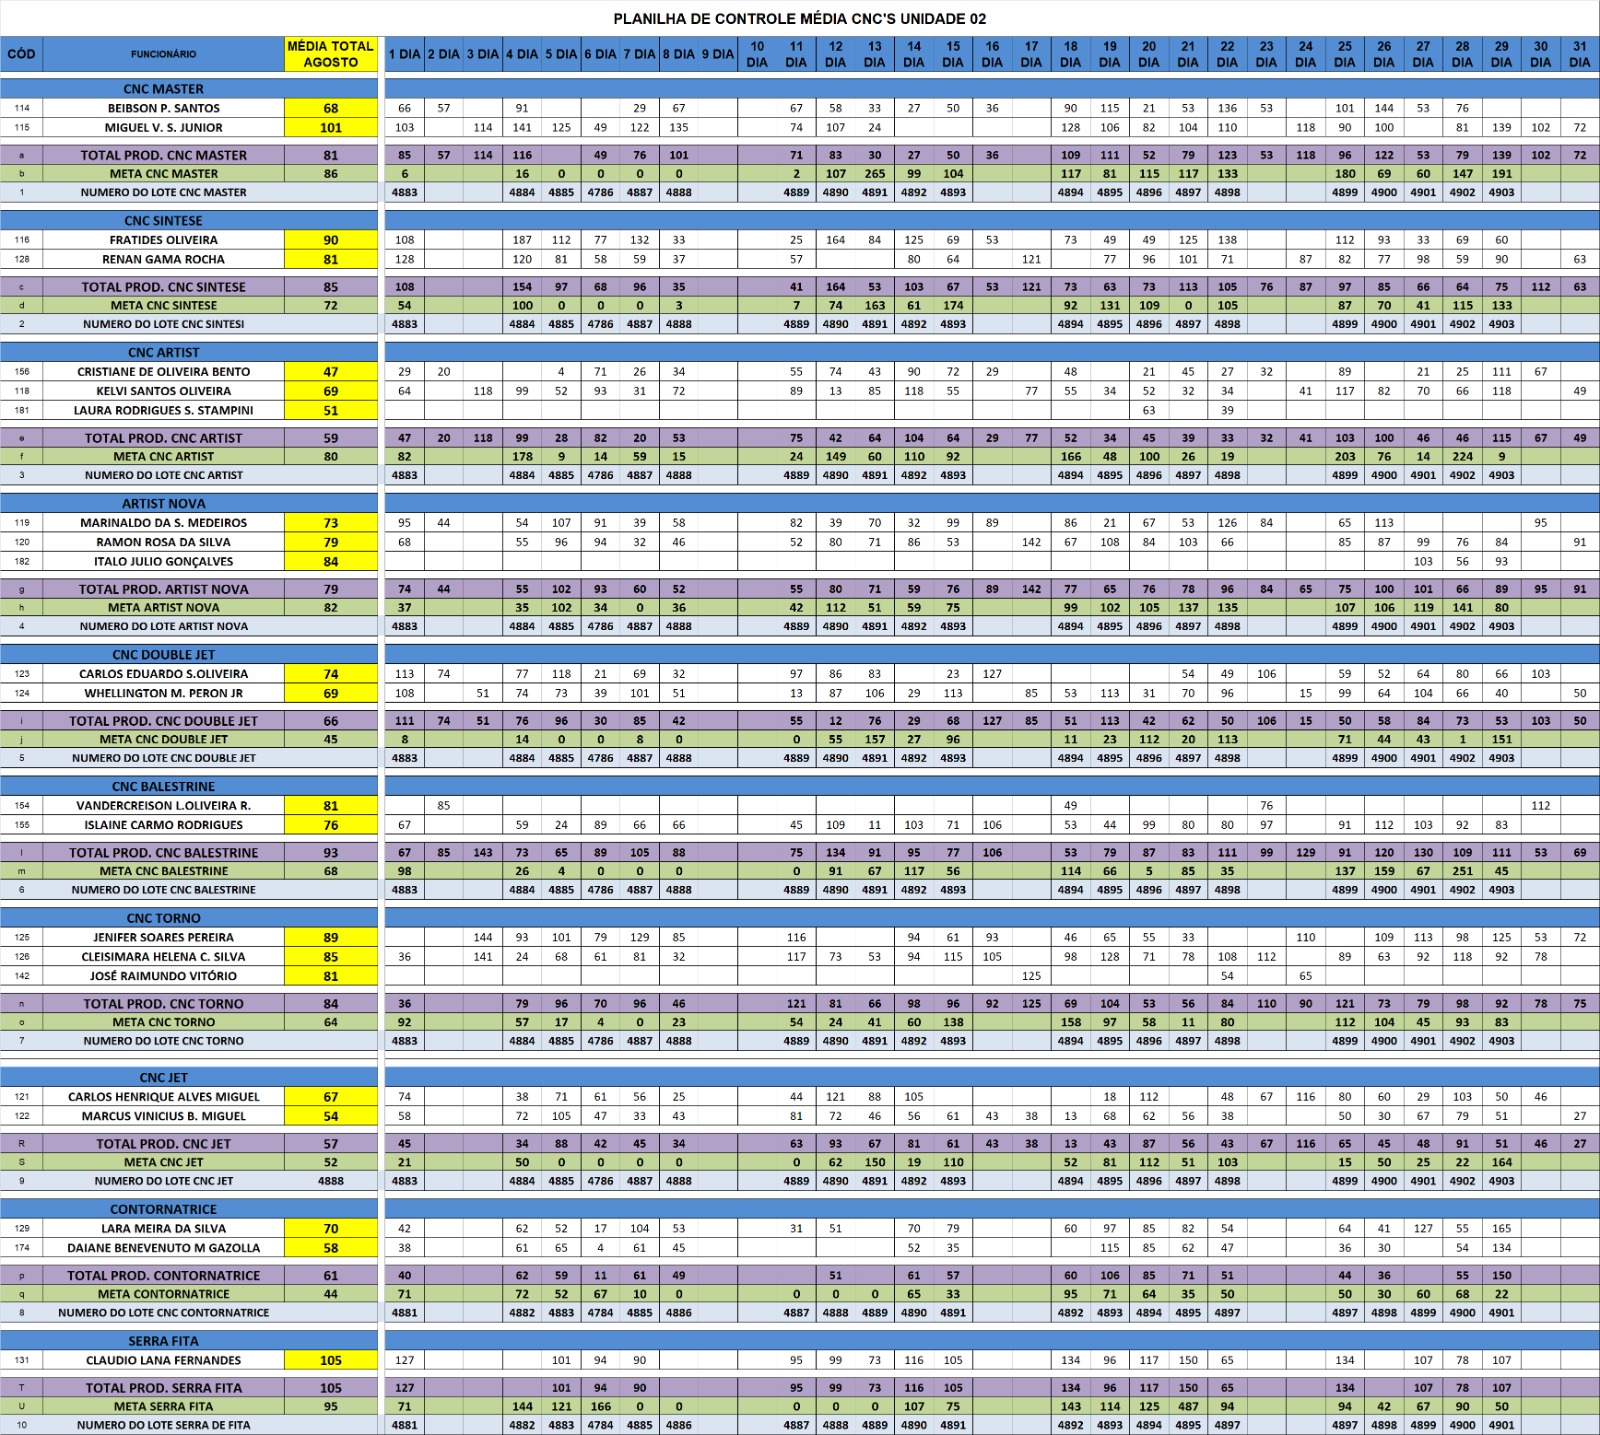 PLANILHA DE CONTROLE MÉDIA CNC'S UNIDADE 02
CÓD FUNCIONÁRIO MÉDIA TOTAL AGOSTO 1 DIA 2 DIA 3 DIA 4 DIA 5 DIA 6 DIA 7 DIA 8 DIA 9 DIA 10 DIA 11 DIA 12 DIA 13 DIA 14 DIA 15 DIA 16 DIA 17 DIA 18 DIA 19 DIA 20 DIA 21 DIA 22 DIA 23 DIA 24 DIA 25 DIA 26 DIA 27 DIA 28 DIA 29 DIA 30 DIA 31 DIA
CNC MASTER
114 BEIBSON P. SANTOS 68 66 57 91 29 67 67 58 33 27 50 36 90 115 21 53 136 53 101 144 53 76
115 MIGUEL V. S. JUNIOR 101 103 114 141 125 49 122 135 74 107 24 128 106 82 104 110 118 90 100 81 139 102 72
a TOTAL PROD. CNC MASTER 81 85 57 114 116 49 76 101 71 83 30 27 50 36 109 111 52 79 123 53 118 96 122 53 79 139 102 72
b META CNC MASTER 86 6 16 0 0 0 0 2 107 265 99 104 117 81 115 117 133 180 69 60 147 191
1 NUMERO DO LOTE CNC MASTER 4883 4884 4885 4786 4887 4888 4889 4890 4891 4892 4893 4894 4895 4896 4897 4898 4899 4900 4901 4902 4903
CNC SINTESE
116 FRATIDES OLIVEIRA 90 108 187 112 77 132 33 25 164 84 125 69 53 73 49 49 125 138 112 93 33 69 60
128 RENAN GAMA ROCHA 81 128 120 81 58 59 37 57 80 64 121 77 96 101 71 87 82 77 98 59 90 63
c TOTAL PROD. CNC SINTESE 85 108 154 97 68 96 35 41 164 53 103 67 53 121 73 63 73 113 105 76 87 97 85 66 64 75 112 63
d META CNC SINTESE 72 54 100 0 0 0 3 7 74 163 61 174 92 131 109 0 105 87 70 41 115 133
2 NUMERO DO LOTE CNC SINTESI 4883 4884 4885 4786 4887 4888 4889 4890 4891 4892 4893 4894 4895 4896 4897 4898 4899 4900 4901 4902 4903
CNC ARTIST
156 CRISTIANE DE OLIVEIRA BENTO 47 29 20 4 71 26 34 55 74 43 90 72 29 48 21 45 27 32 89 21 25 111 67
118 KELVI SANTOS OLIVEIRA 69 64 118 99 52 93 31 72 89 13 85 118 55 77 55 34 52 32 34 41 117 82 70 66 118 49
181 LAURA RODRIGUES S. STAMPINI 51 63 39
e TOTAL PROD. CNC ARTIST 59 47 20 118 99 28 82 20 53 75 42 64 104 64 29 77 52 34 45 39 33 32 41 103 100 46 46 115 67 49
f META CNC ARTIST 80 82 178 9 14 59 15 24 149 60 110 92 166 48 100 26 19 203 76 14 224 9
3 NUMERO DO LOTE CNC ARTIST 4883 4884 4885 4786 4887 4888 4889 4890 4891 4892 4893 4894 4895 4896 4897 4898 4899 4900 4901 4902 4903
ARTIST NOVA
119 MARINALDO DA S. MEDEIROS 73 95 44 54 107 91 39 58 82 39 70 32 99 89 86 21 67 53 126 84 65 113 95
120 RAMON ROSA DA SILVA 79 68 55 96 94 32 46 52 80 71 86 53 142 67 108 84 103 66 85 87 99 76 84 91
182 ITALO JULIO GONÇALVES 84 103 56 93
g TOTAL PROD. ARTIST NOVA 79 74 44 55 102 93 60 52 55 80 71 59 76 89 142 77 65 76 78 96 84 65 75 100 101 66 89 95 91
h META ARTIST NOVA 82 37 35 102 34 0 36 42 112 51 59 75 99 102 105 137 135 107 106 119 141 80
4 NUMERO DO LOTE ARTIST NOVA 4883 4884 4885 4786 4887 4888 4889 4890 4891 4892 4893 4894 4895 4896 4897 4898 4899 4900 4901 4902 4903
CNC DOUBLE JET
123 CARLOS EDUARDO S.OLIVEIRA 74 113 74 77 118 21 69 32 97 86 83 23 127 54 49 106 59 52 64 80 66 103
124 WHELLINGTON M. PERON JR 69 108 51 74 73 39 101 51 13 87 106 29 113 85 53 113 31 70 96 15 99 64 104 66 40 50
i TOTAL PROD. CNC DOUBLE JET 66 111 74 51 76 96 30 85 42 55 12 76 29 68 127 85 51 113 42 62 50 106 15 50 58 84 73 53 103 50
j META CNC DOUBLE JET 45 8 14 0 0 8 0 0 55 157 27 96 11 23 112 20 113 71 44 43 1 151
5 NUMERO DO LOTE CNC DOUBLE JET 4883 4884 4885 4786 4887 4888 4889 4890 4891 4892 4893 4894 4895 4896 4897 4898 4899 4900 4901 4902 4903
CNC BALESTRINE
154 VANDERCREISON L.OLIVEIRA R. 81 85 49 76 112
155 ISLAINE CARMO RODRIGUES 76 67 59 24 89 66 66 45 109 11 103 71 106 53 44 99 80 80 97 91 112 103 92 83
l TOTAL PROD. CNC BALESTRINE 93 67 85 143 73 65 89 105 88 75 134 91 95 77 106 53 79 87 83 111 99 129 91 120 130 109 111 53 69
m META CNC BALESTRINE 68 98 26 4 0 0 0 0 91 67 117 56 114 66 5 85 35 137 159 67 251 45
6 NUMERO DO LOTE CNC BALESTRINE 4883 4884 4885 4786 4887 4888 4889 4890 4891 4892 4893 4894 4895 4896 4897 4898 4899 4900 4901 4902 4903
CNC TORNO
125 JENIFER SOARES PEREIRA 89 144 93 101 79 129 85 116 94 61 93 46 65 55 33 110 109 113 98 125 53 72
126 CLEISIMARA HELENA C. SILVA 85 36 141 24 68 61 81 32 117 73 53 94 115 105 98 128 71 78 108 112 89 63 92 118 92 78
142 JOSÉ RAIMUNDO VITÓRIO 81 125 54 65
n TOTAL PROD. CNC TORNO 84 36 79 96 70 96 46 121 81 66 98 96 92 125 69 104 53 56 84 110 90 121 73 79 98 92 78 75
o META CNC TORNO 64 92 57 17 4 0 23 54 24 41 60 138 158 97 58 11 80 112 104 45 93 83
7 NUMERO DO LOTE CNC TORNO 4883 4884 4885 4786 4887 4888 4889 4890 4891 4892 4893 4894 4895 4896 4897 4898 4899 4900 4901 4902 4903
CNC JET
121 CARLOS HENRIQUE ALVES MIGUEL 67 74 38 71 61 56 25 44 121 88 105 18 112 48 67 116 80 60 29 103 50 46
122 MARCUS VINICIUS B. MIGUEL 54 58 72 105 47 33 43 81 72 46 56 61 43 38 13 68 62 56 38 50 30 67 79 51 27
R TOTAL PROD. CNC JET 57 45 34 88 42 45 34 63 93 67 81 61 43 38 13 43 87 56 43 67 116 65 45 48 91 51 46 27
S META CNC JET 52 21 50 0 0 0 0 0 62 150 19 110 52 81 112 51 103 15 50 25 22 164
9 NUMERO DO LOTE CNC JET 4888 4883 4884 4885 4786 4887 4888 4889 4890 4891 4892 4893 4894 4895 4896 4897 4898 4899 4900 4901 4902 4903
CONTORNATRICE
129 LARA MEIRA DA SILVA 70 42 62 52 17 104 53 31 51 70 79 60 97 85 82 54 64 41 127 55 165
174 DAIANE BENEVENUTO M GAZOLLA 58 38 61 65 4 61 45 52 35 115 85 62 47 36 30 54 134
p TOTAL PROD. CONTORNATRICE 61 40 62 59 11 61 49 51 61 57 60 106 85 71 51 44 36 55 150
q META CONTORNATRICE 44 71 72 52 67 10 0 0 0 0 65 33 95 71 64 35 50 50 30 60 68 22
8 NUMERO DO LOTE CNC CONTORNATRICE 4881 4882 4883 4784 4885 4886 4887 4888 4889 4890 4891 4892 4893 4894 4895 4897 4897 4898 4899 4900 4901
SERRA FITA
131 CLAUDIO LANA FERNANDES 105 127 101 94 90 95 99 73 116 105 134 96 117 150 65 134 107 78 107
T TOTAL PROD. SERRA FITA 105 127 101 94 90 95 99 73 116 105 134 96 117 150 65 134 107 78 107
U META SERRA FITA 95 71 144 121 166 0 0 0 0 0 107 75 143 114 125 487 94 94 42 67 90 50
10 NUMERO DO LOTE SERRA DE FITA 4881 4882 4883 4784 4885 4886 4887 4888 4889 4890 4891 4892 4893 4894 4895 4897 4897 4898 4899 4900 4901